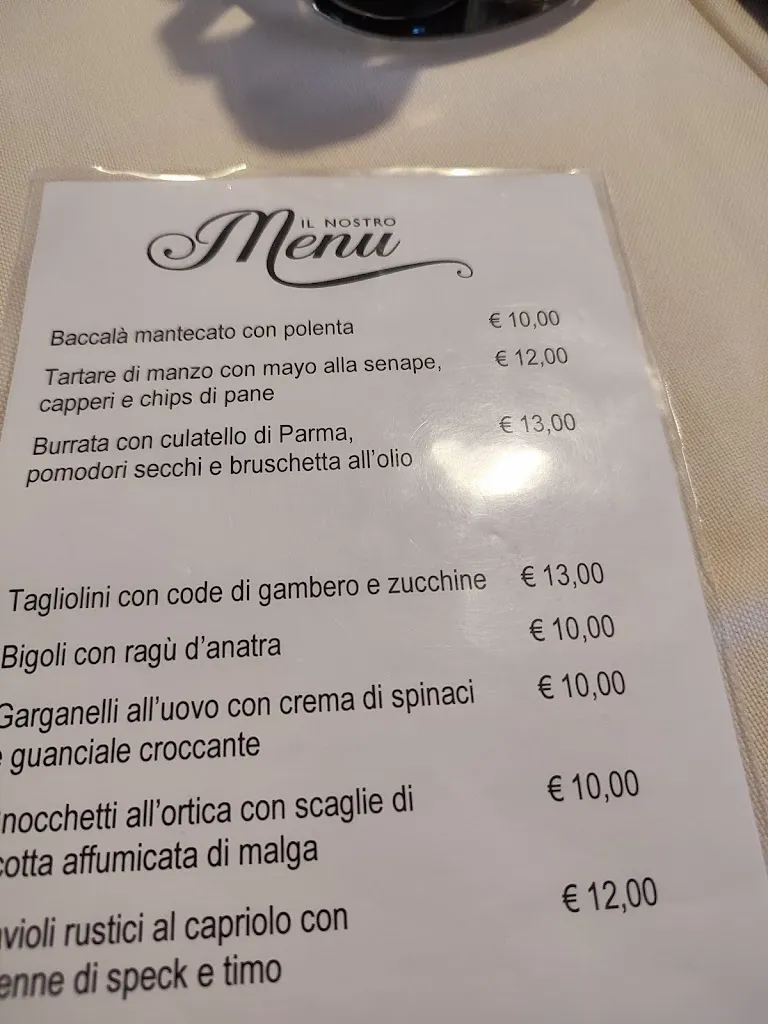 IL NOSTRO
Menu
Baccalà mantecato con polenta € 10,00
Tartare di manzo con mayo alla senape, € 12,00
capperi e chips di pane
Burrata con culatello di Parma, € 13,00
pomodori secchi e bruschetta all'olio
Tagliolini con code di gambero e zucchine € 13,00
Bigoli con ragù d'anatra € 10,00
Garganelli all'uovo con crema di spinaci € 10,00
e guanciale croccante
nocchetti all'ortica con scaglie di € 10,00
cotta affumicata di malga
violi rustici al capriolo con € 12,00
enne di speck e timo